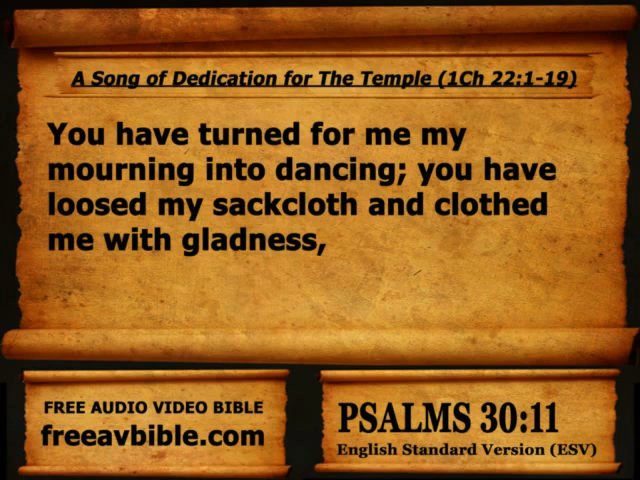 A Song of Dedication for The Temple (1Ch 22:1-19)
You have turned for me my
mourning into dancing; you have
loosed my sackcloth and clothed
me with gladness,
FREE AUDIO VIDEO BIBLE
freeavbible.com
PSALMS 30:11
English Standard Version (ESV)